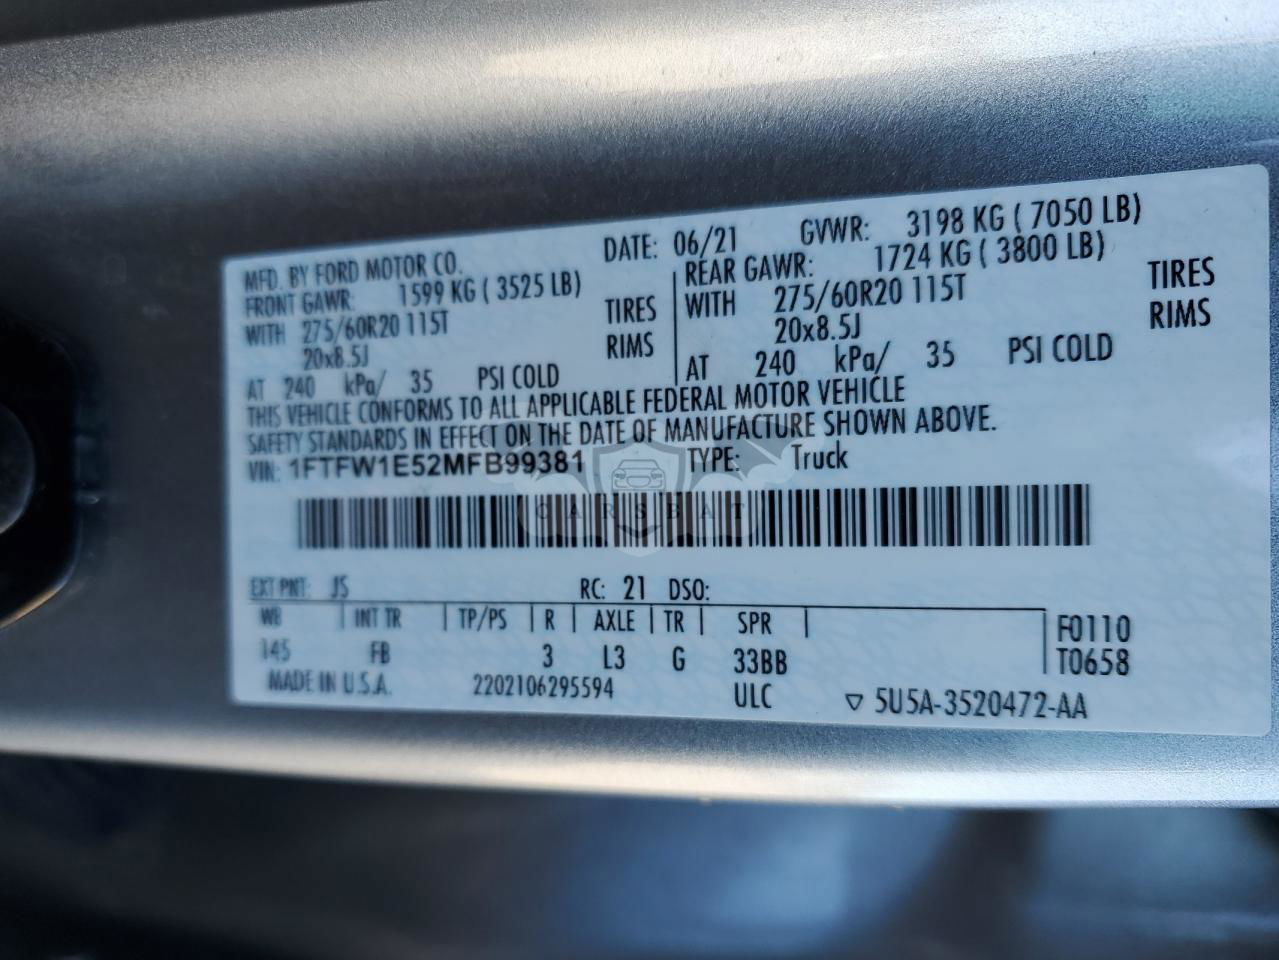 MFD. BY FORD MOTOR CO. DATE: 06/21 GVWR: 3198 KG ( 7050 LB)
FRONT GAWR: 1599 KG ( 3525 LB) REAR GAWR: 1724 KG ( 3800 LB)
WITH 275/60R20 115T TIRES WITH 275/60R20 115T TIRES
20x8.5J RIMS 20x8.5J RIMS
AT 240 kPa/ 35 PSI COLD AT 240 kPa/ 35 PSI COLD
THIS VEHICLE CONFORMS TO ALL APPLICABLE FEDERAL MOTOR VEHICLE
SAFETY STANDARDS IN EFFECT ON THE DATE OF MANUFACTURE SHOWN ABOVE.
VIN: 1FTFW1E52MFB99381 TYPE: Truck
CARSBAT
EXT PNT: JS RC: 21 DSO:
WB INT TR TP/PS R AXLE TR SPR F0110
145 FB 3 L3 G 33BB T0658
MADE IN U.S.A. 2202106295594 ULC ▽ 5U5A-3520472-AA